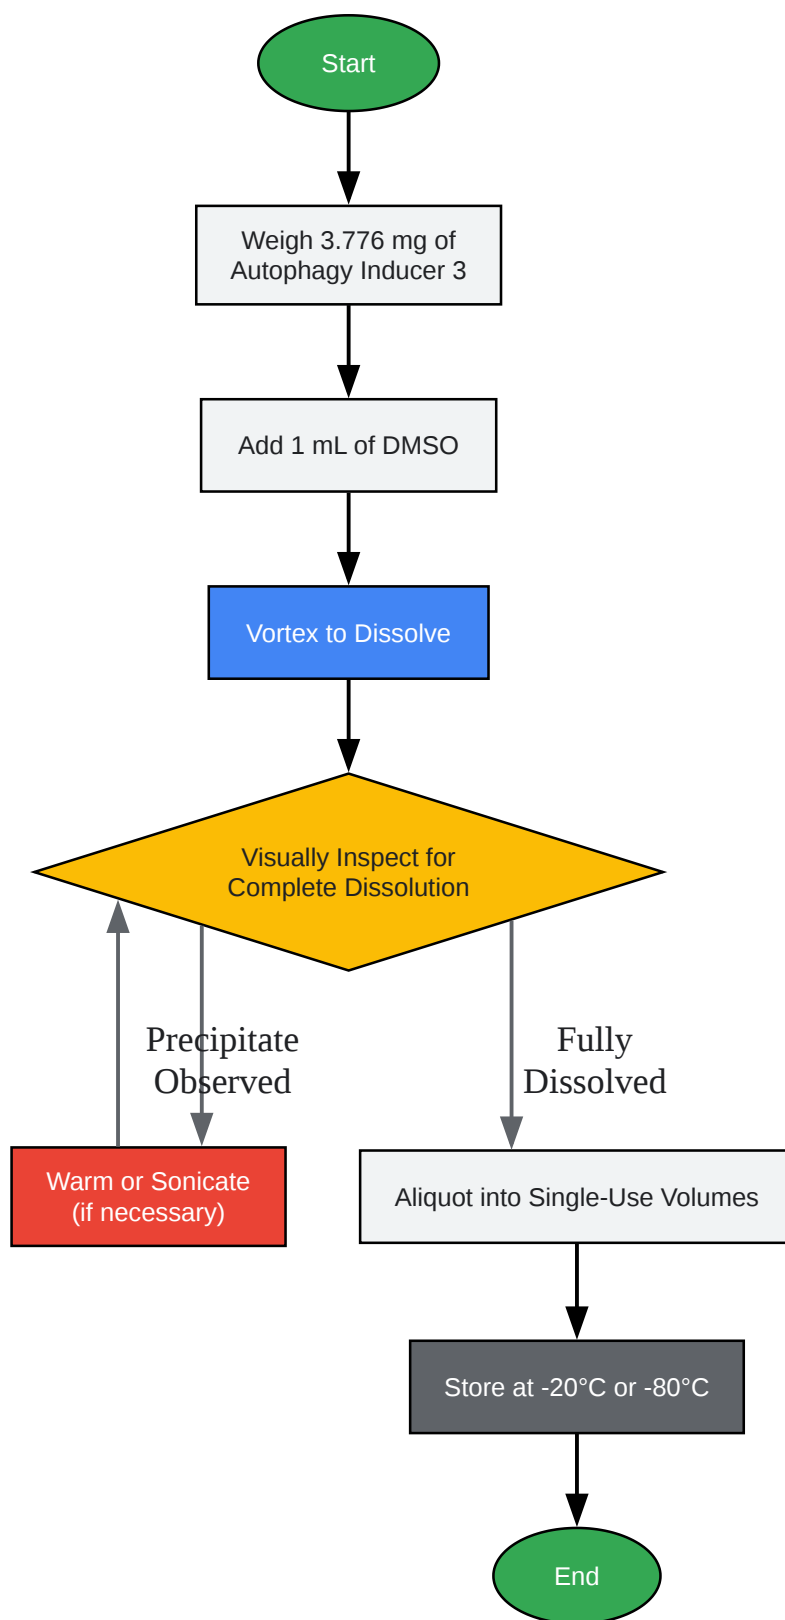 Start
Weigh 3.776 mg of
Autophagy Inducer 3
Add 1 mL of DMSO
Vortex to Dissolve
Visually Inspect for
Complete Dissolution
Precipitate
Observed
Fully
Dissolved
Warm or Sonicate
(if necessary)
Aliquot into Single-Use Volumes
Store at -20°C or -80°C
End